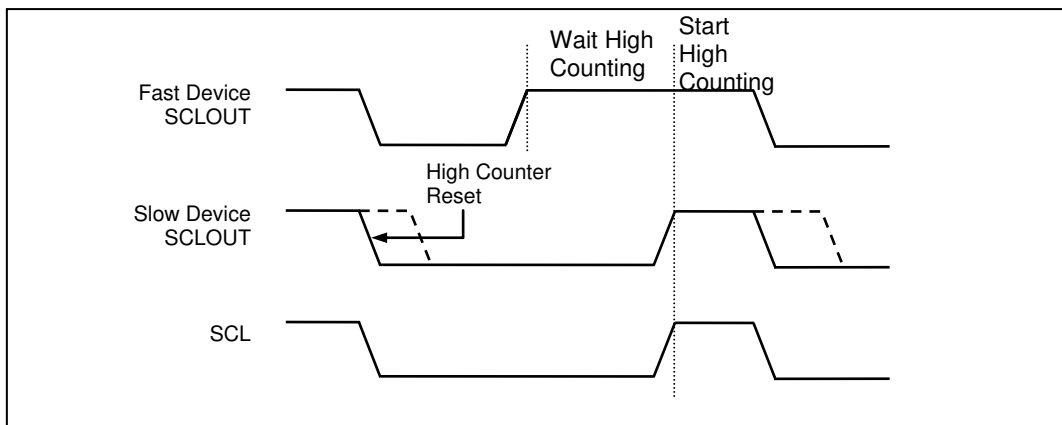 Wait High
Counting
Start
High
Counting
Fast Device
SCLOUT
High Counter
Reset
Slow Device
SCLOUT
SCL